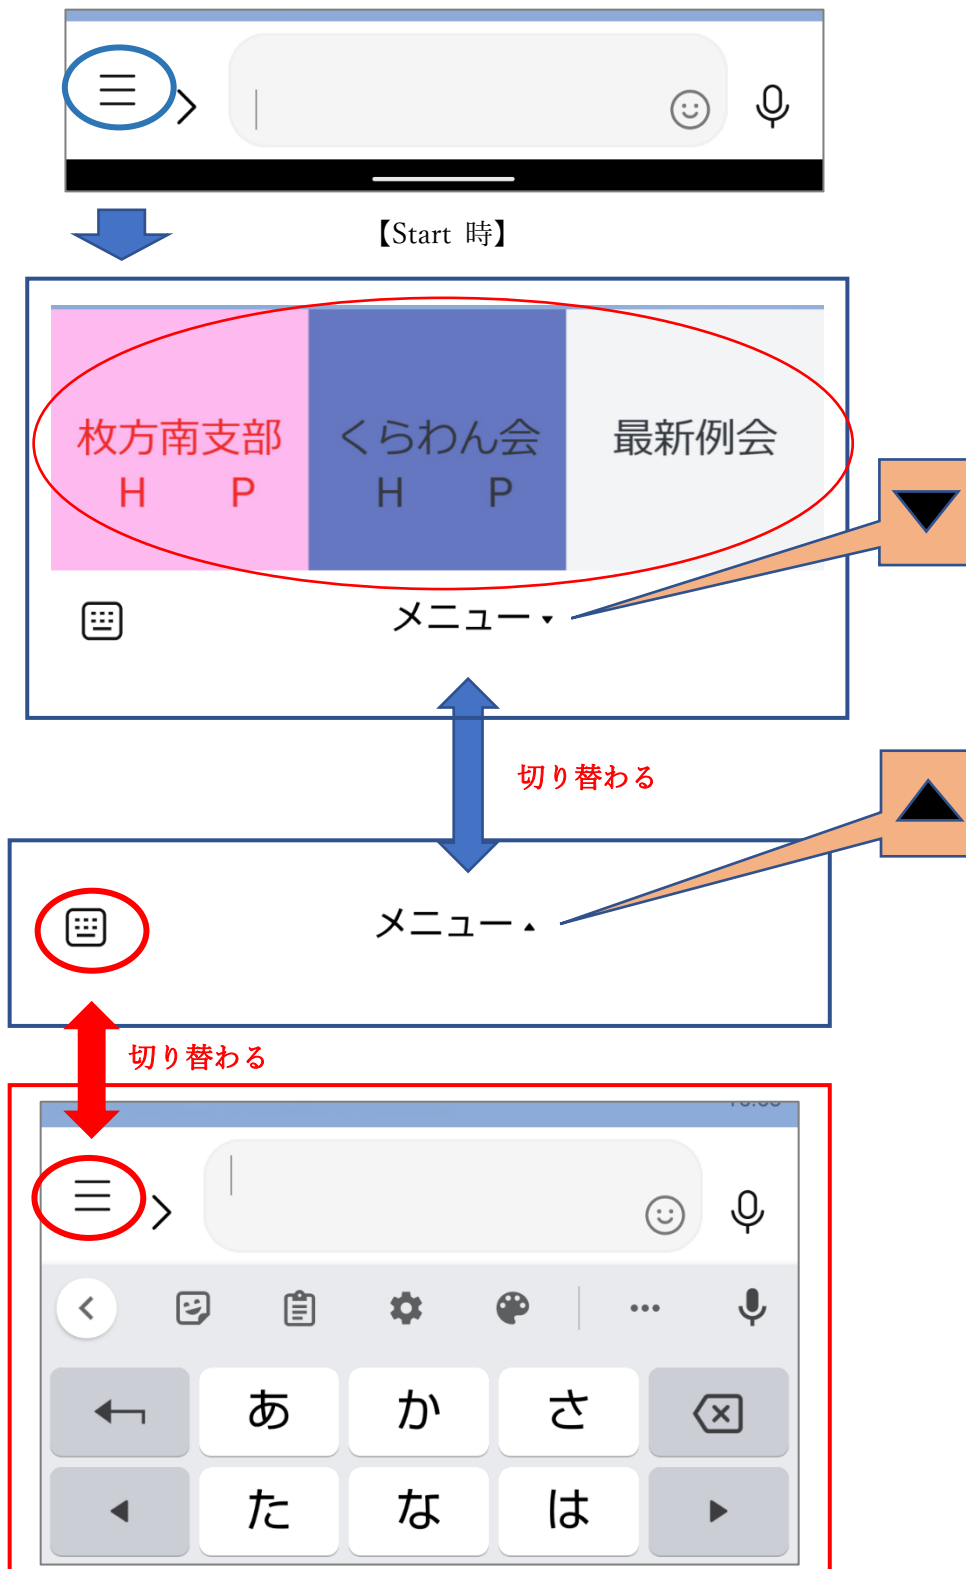 【Start 時】
枚方南支部
H P
くらわん会
H P
最新例会
メニュー▼
切り替わる
メニュー▲
切り替わる
あ か さ
た な は